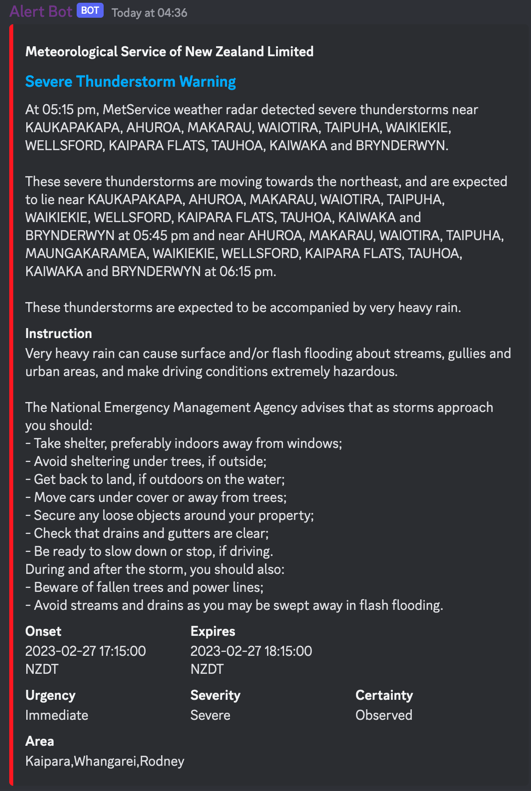 Alert Bot BOT Today at 04:36
Meteorological Service of New Zealand Limited
Severe Thunderstorm Warning
At 05:15 pm, MetService weather radar detected severe thunderstorms near
KAUKAPAKAPA, AHUROA, MAKARAU, WAIOTIRA, TAIPUHA, WAIKIEKIE,
WELLSFORD, KAIPARA FLATS, TAUHOA, KAIWAKA and BRYNDERWYN.
These severe thunderstorms are moving towards the northeast, and are expected
to lie near KAUKAPAKAPA, AHUROA, MAKARAU, WAIOTIRA, TAIPUHA,
WAIKIEKIE, WELLSFORD, KAIPARA FLATS, TAUHOA, KAIWAKA and
BRYNDERWYN at 05:45 pm and near AHUROA, MAKARAU, WAIOTIRA, TAIPUHA,
MAUNGAKARAMEA, WAIKIEKIE, WELLSFORD, KAIPARA FLATS, TAUHOA,
KAIWAKA and BRYNDERWYN at 06:15 pm.
These thunderstorms are expected to be accompanied by very heavy rain.
Instruction
Very heavy rain can cause surface and/or flash flooding about streams, gullies and
urban areas, and make driving conditions extremely hazardous.
The National Emergency Management Agency advises that as storms approach
you should:
- Take shelter, preferably indoors away from windows;
- Avoid sheltering under trees, if outside;
- Get back to land, if outdoors on the water;
- Move cars under cover or away from trees;
- Secure any loose objects around your property;
- Check that drains and gutters are clear;
- Be ready to slow down or stop, if driving.
During and after the storm, you should also:
- Beware of fallen trees and power lines;
- Avoid streams and drains as you may be swept away in flash flooding.
Onset Expires
2023-02-27 17:15:00 2023-02-27 18:15:00
NZDT NZDT
Urgency Severity Certainty
Immediate Severe Observed
Area
Kaipara,Whangarei,Rodney